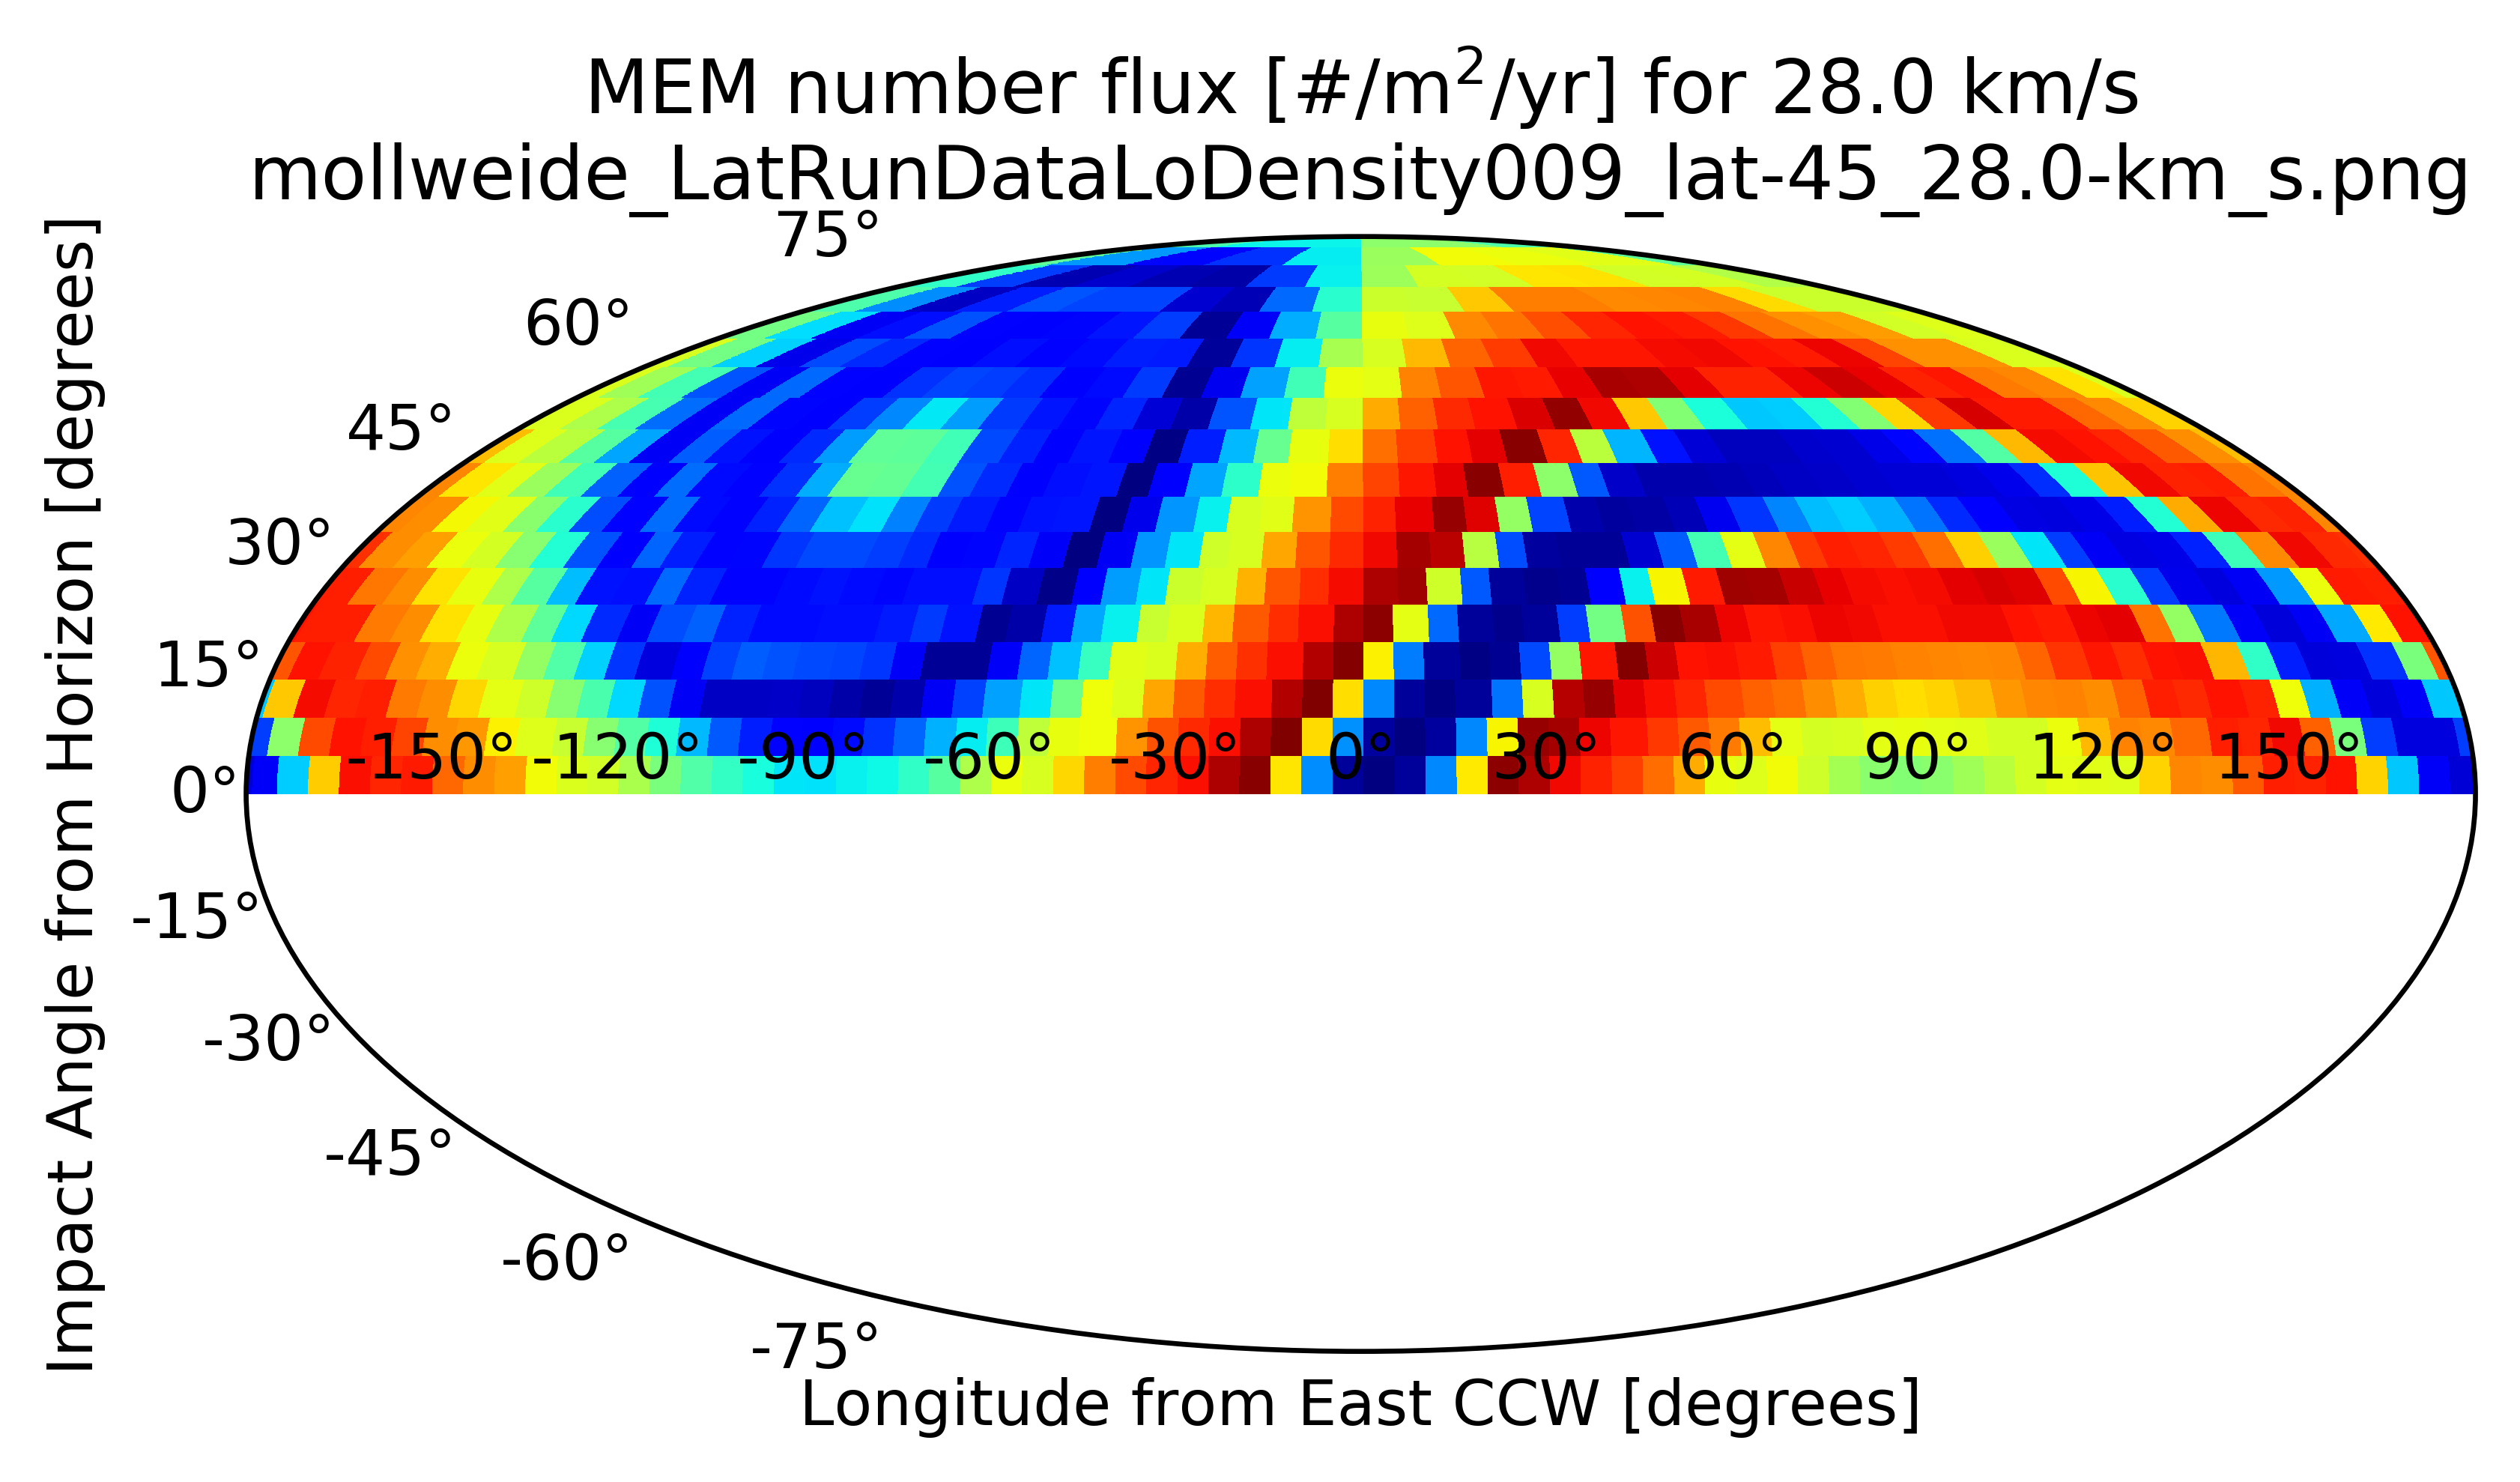 MEM number flux [#/m²/yr] for 28.0 km/s
mollweide_LatRunDataLoDensity009_lat-45_28.0-km_s.png
75°
60°
45°
30°
15°
0°
-15°
-30°
-45°
-60°
-75°
-150° -120° -90° -60° -30° 0° 30° 60° 90° 120° 150°
Impact Angle from Horizon [degrees]
Longitude from East CCW [degrees]